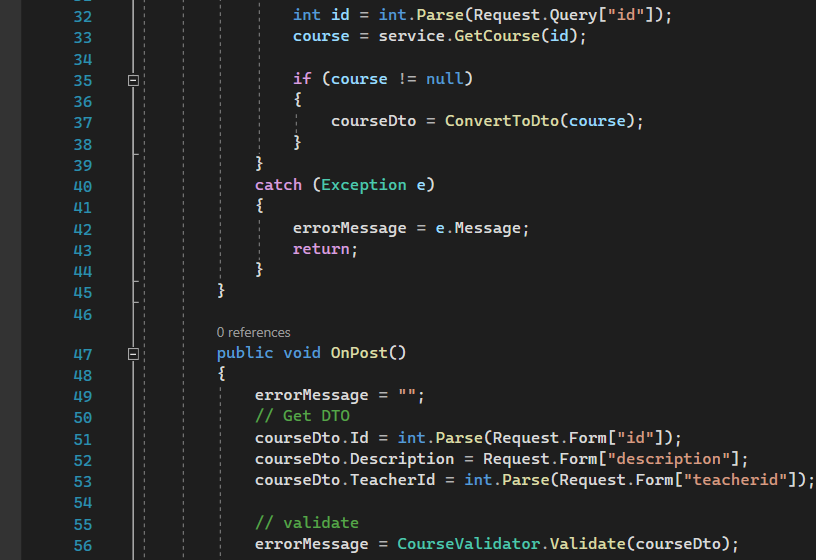 32 int id = int.Parse(Request.Query["id"]);
33 course = service.GetCourse(id);
34
35 if (course != null)
36 {
37 courseDto = ConvertToDto(course);
38 }
39 }
40 catch (Exception e)
41 {
42 errorMessage = e.Message;
43 return;
44 }
45 }
46
0 references
47 public void OnPost()
48 {
49 errorMessage = "";
50 // Get DTO
51 courseDto.Id = int.Parse(Request.Form["id"]);
52 courseDto.Description = Request.Form["description"];
53 courseDto.TeacherId = int.Parse(Request.Form["teacherid"]);
54
55 // validate
56 errorMessage = CourseValidator.Validate(courseDto);